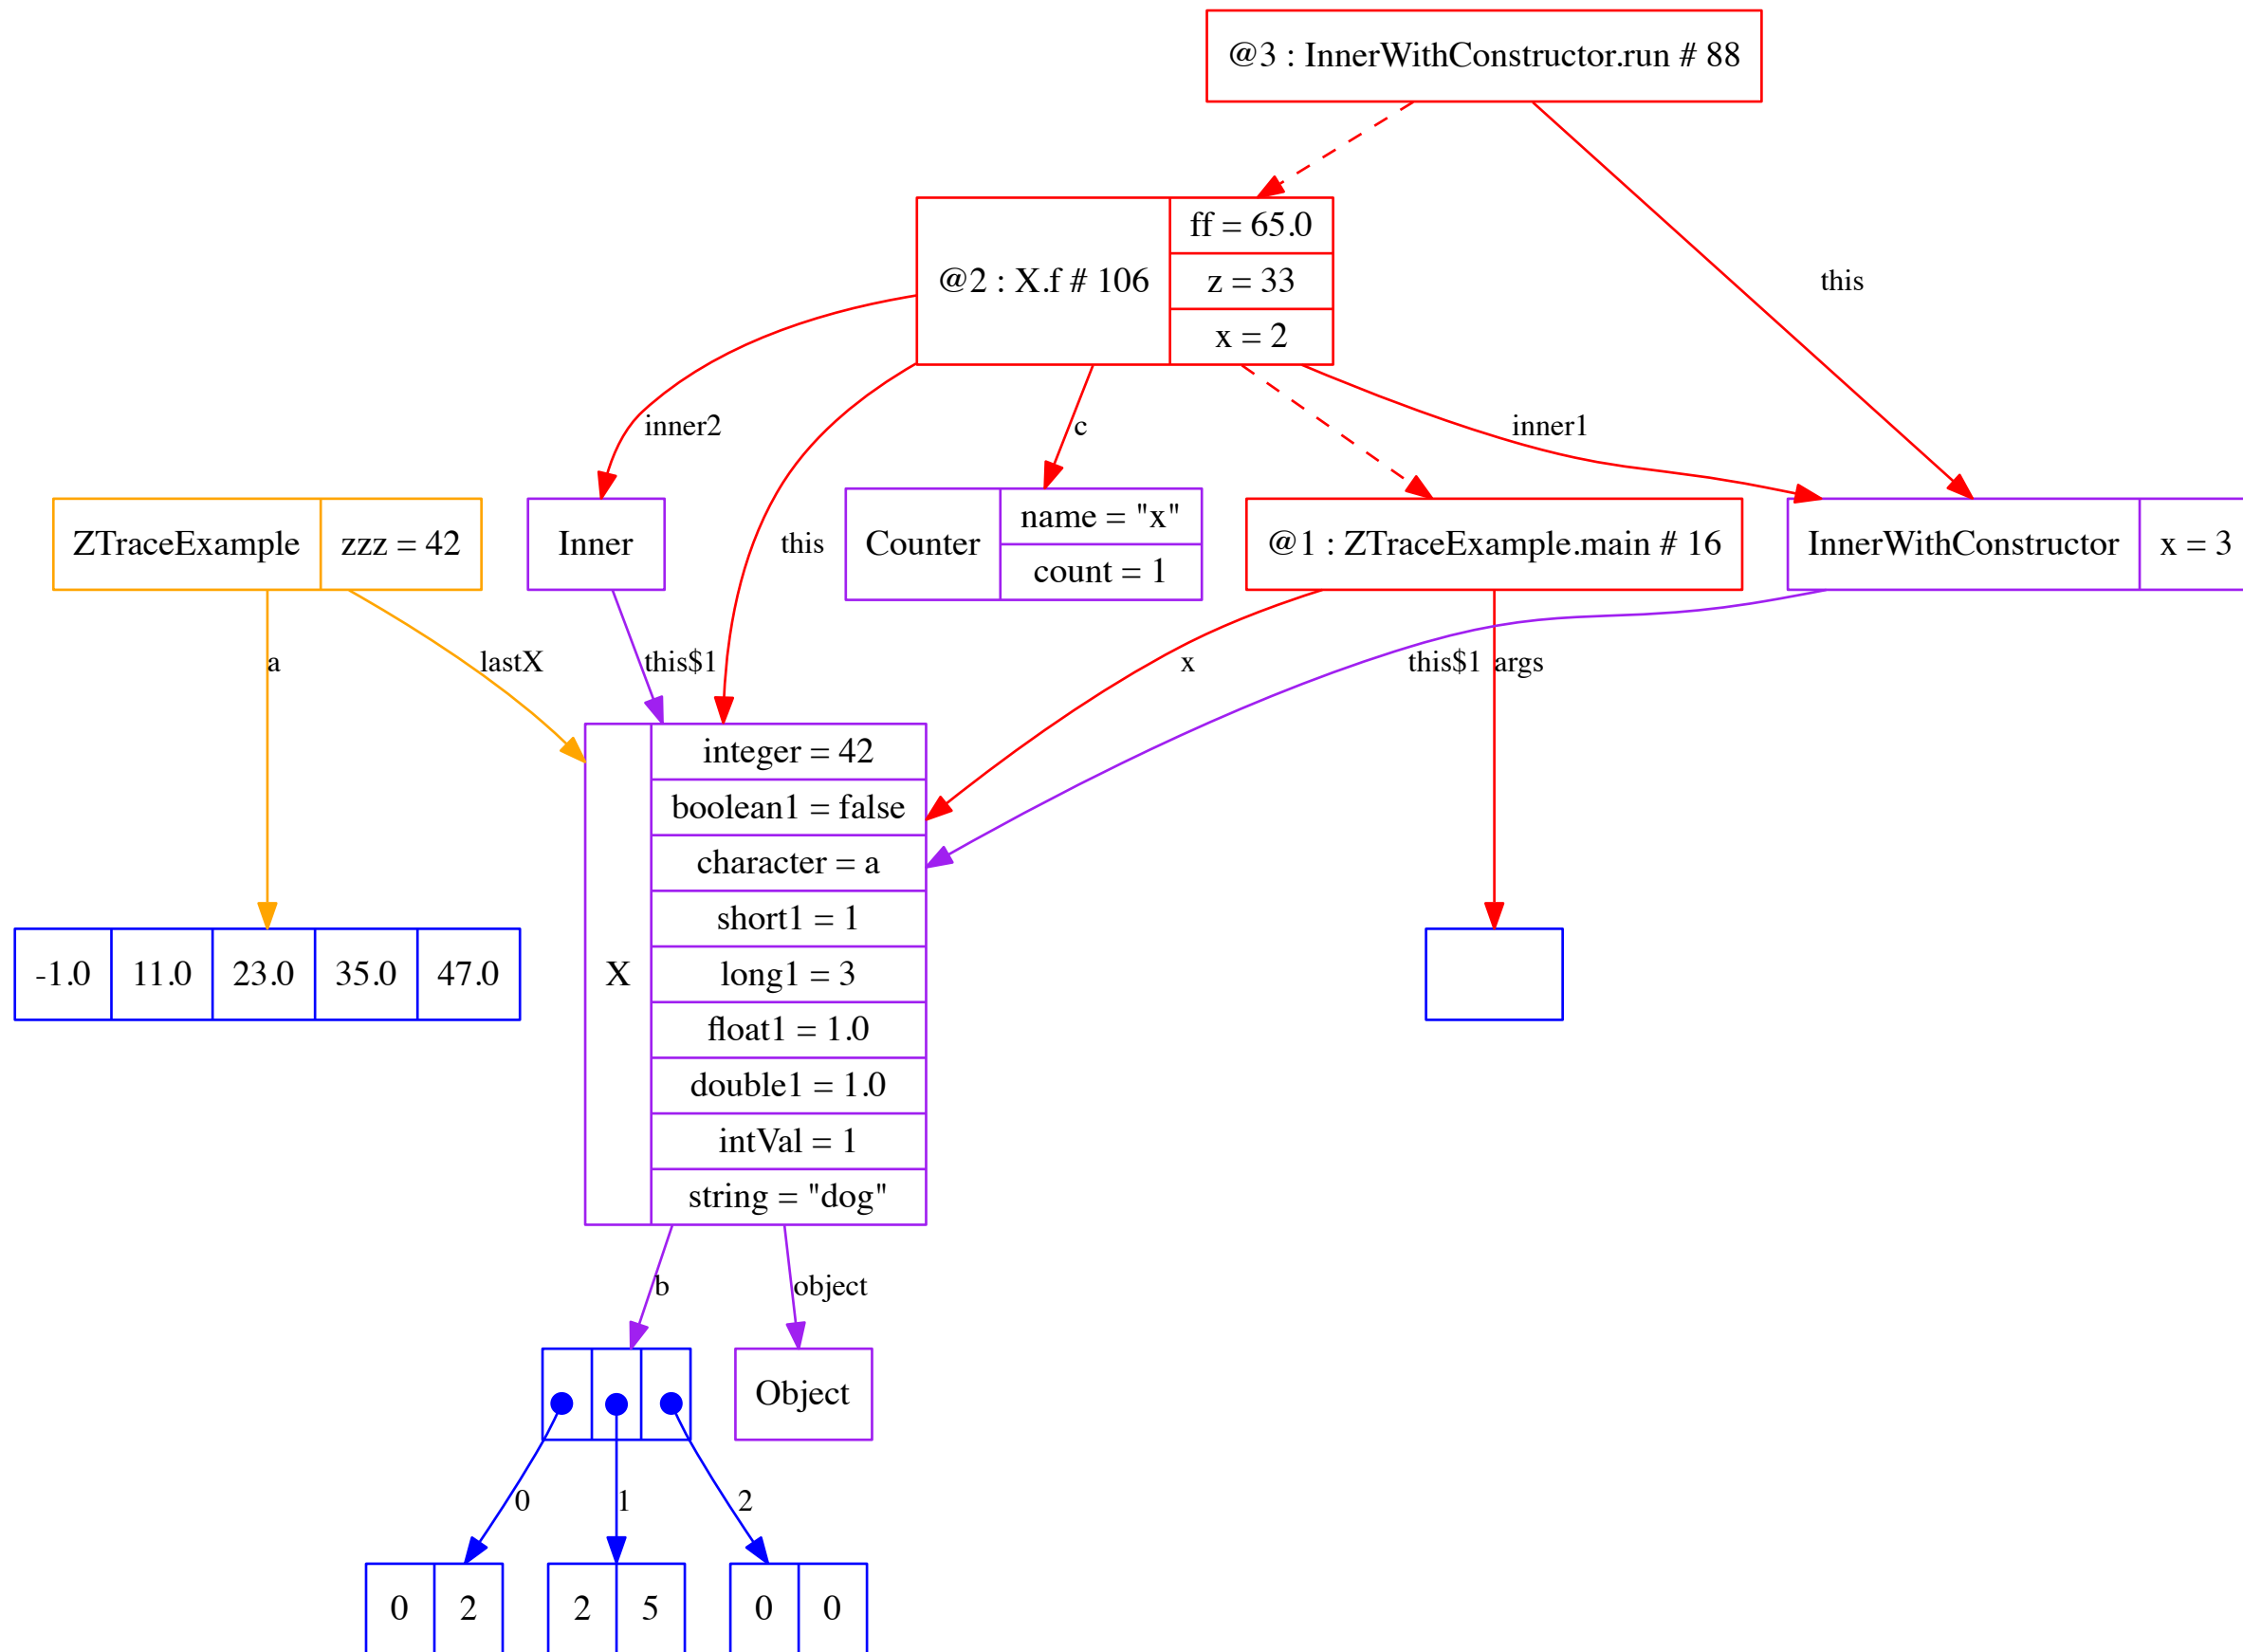 @3 : InnerWithConstructor.run # 88
this
@2 : X.f # 106
ff = 65.0
z = 33
x = 2
inner2
c
inner1
this
ZTraceExample
zzz = 42
Inner
Counter
name = "x"
count = 1
@1 : ZTraceExample.main # 16
InnerWithConstructor
x = 3
a
lastX
this$1
x
this$1
args
X
integer = 42
boolean1 = false
character = a
short1 = 1
long1 = 3
float1 = 1.0
double1 = 1.0
intVal = 1
string = "dog"
-1.0 11.0 23.0 35.0 47.0
b
object
Object
0
1
2
0 2
2 5
0 0